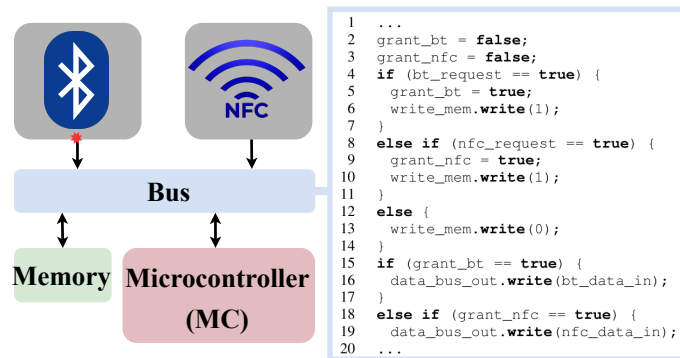 NFC
Bus
Memory
Microcontroller
(MC)
1 ...
2 grant_bt = false;
3 grant_nfc = false;
4 if (bt_request == true) {
5 grant_bt = true;
6 write_mem.write(1);
7 }
8 else if (nfc_request == true) {
9 grant_nfc = true;
10 write_mem.write(1);
11 }
12 else {
13 write_mem.write(0);
14 }
15 if (grant_bt == true) {
16 data_bus_out.write(bt_data_in);
17 }
18 else if (grant_nfc == true) {
19 data_bus_out.write(nfc_data_in);
20 ...